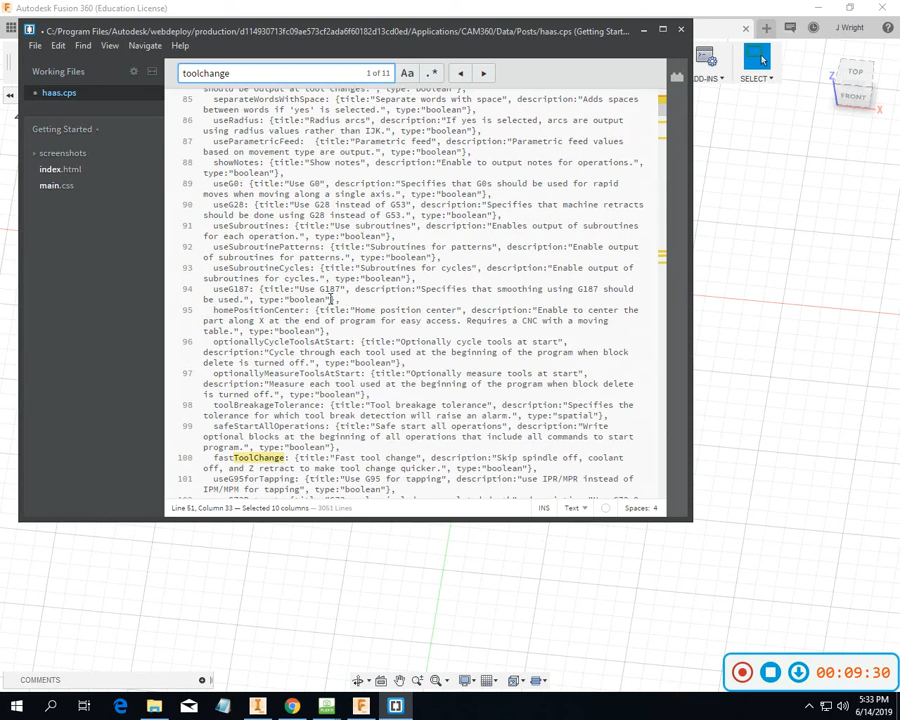 Autodesk Fusion 360 (Education License)
C:/Program Files/Autodesk/webdeploy/production/d114930713fc09ae573cf2ada6f60182d13cd0ed/Applications/CAM360/Data/Posts/haas.cps (Getting Start...
File Edit Find View Navigate Help
Working Files
haas.cps
Getting Started
screenshots
index.html
main.css
toolchange 1 of 11 Aa .*
should be output at tool changes.", type:"boolean"},
85 separateWordsWithSpace: {title:"Separate words with space", description:"Adds spaces
between words if 'yes' is selected.", type:"boolean"},
86 useRadius: {title:"Radius arcs", description:"If yes is selected, arcs are output
using radius values rather than IJK.", type:"boolean"},
87 useParametricFeed: {title:"Parametric feed", description:"Parametric feed values
based on movement type are output.", type:"boolean"},
88 showNotes: {title:"Show notes", description:"Enable to output notes for operations.",
type:"boolean"},
89 useG0: {title:"Use G0", description:"Specifies that G0s should be used for rapid
moves when moving along a single axis.", type:"boolean"},
90 useG28: {title:"Use G28 instead of G53", description:"Specifies that machine retracts
should be done using G28 instead of G53.", type:"boolean"},
91 useSubroutines: {title:"Use subroutines", description:"Enables output of subroutines
for each operation.", type:"boolean"},
92 useSubroutinePatterns: {title:"Subroutines for patterns", description:"Enable output
of subroutines for patterns.", type:"boolean"},
93 useSubroutineCycles: {title:"Subroutines for cycles", description:"Enable output of
subroutines for cycles.", type:"boolean"},
94 useG187: {title:"Use G187", description:"Specifies that smoothing using G187 should
be used.", type:"boolean"},
95 homePositionCenter: {title:"Home position center", description:"Enable to center the
part along X at the end of program for easy access. Requires a CNC with a moving
table.", type:"boolean"},
96 optionallyCycleToolsAtStart: {title:"Optionally cycle tools at start",
description:"Cycle through each tool used at the beginning of the program when block
delete is turned off.", type:"boolean"},
97 optionallyMeasureToolsAtStart: {title:"Optionally measure tools at start",
description:"Measure each tool used at the beginning of the program when block delete
is turned off.", type:"boolean"},
98 toolBreakageTolerance: {title:"Tool breakage tolerance", description:"Specifies the
tolerance for which tool break detection will raise an alarm.", type:"spatial"},
99 safeStartAllOperations: {title:"Safe start all operations", description:"Write
optional blocks at the beginning of all operations that include all commands to start
program.", type:"boolean"},
100 fastToolChange: {title:"Fast tool change", description:"Skip spindle off, coolant
off, and Z retract to make tool change quicker.", type:"boolean"},
101 useG95forTapping: {title:"Use G95 for tapping", description:"use IPR/MPR instead of
IPM/MPM for tapping", type:"boolean"},
Line 51, Column 33 — Selected 10 columns — 3051 Lines
INS Text Spaces: 4
J Wright
ADD-INS
SELECT
TOP
FRONT
Z
X
COMMENTS
00:09:30
5:33 PM
6/14/2019